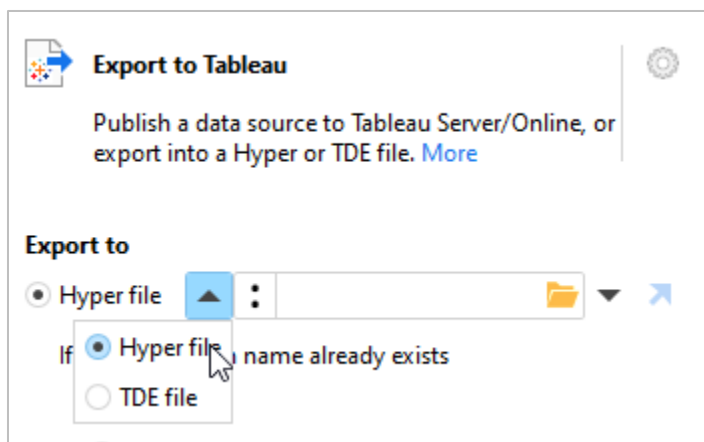 Export to Tableau
Publish a data source to Tableau Server/Online, or
export into a Hyper or TDE file. More
Export to
Hyper file :
If name already exists
Hyper file
TDE file